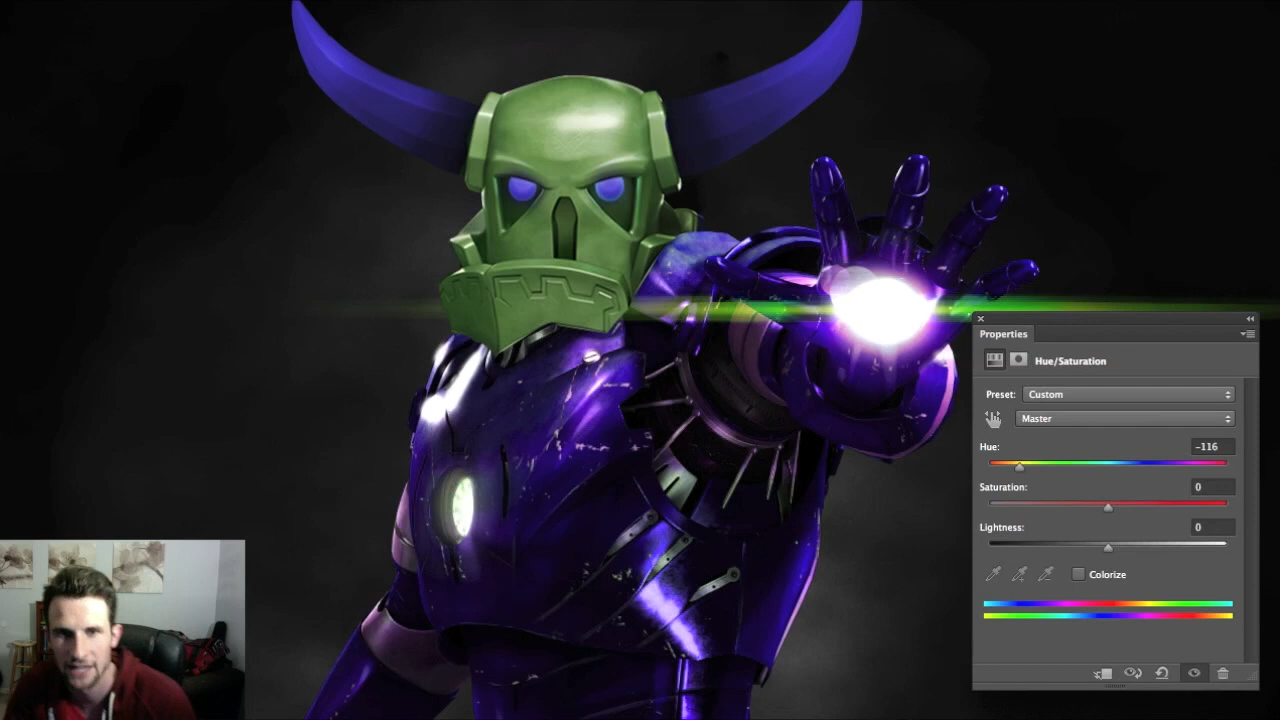 Properties
Hue/Saturation
Preset: Custom
Master
Hue: -116
Saturation: 0
Lightness: 0
Colorize